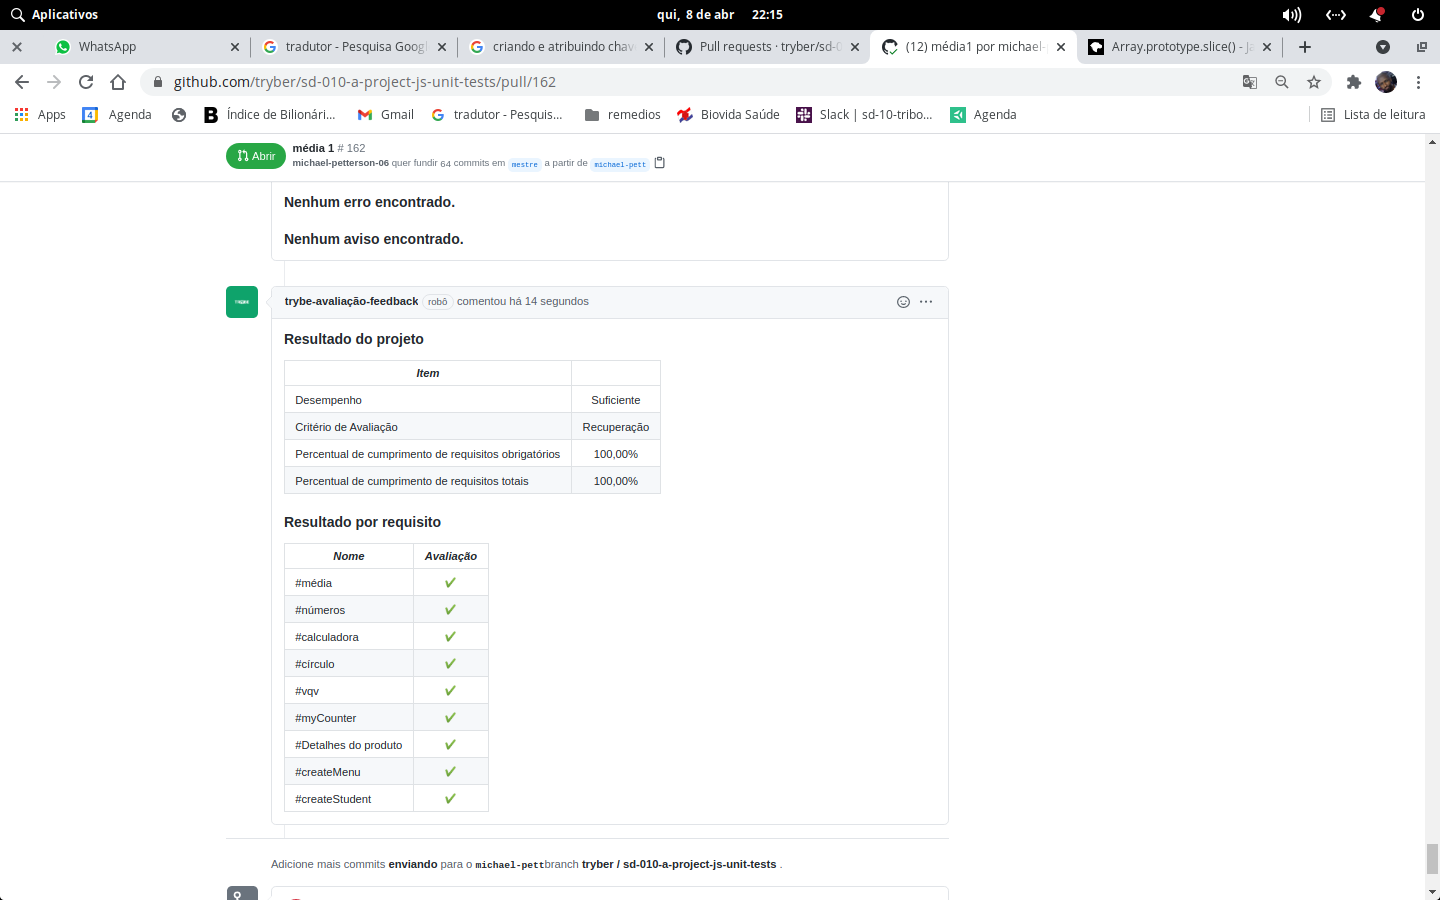 Aplicativos
qui, 8 de abr 22:15
WhatsApp
tradutor - Pesquisa Googl
criando e atribuindo chav
Pull requests · tryber/sd-0
(12) média1 por michael-p
Array.prototype.slice() - Ja
github.com/tryber/sd-010-a-project-js-unit-tests/pull/162
Apps
Agenda
Índice de Bilionári...
Gmail
tradutor - Pesquis...
remedios
Biovida Saúde
Slack | sd-10-tribo...
Agenda
Lista de leitura
Abrir
média 1 # 162
michael-petterson-06 quer fundir 64 commits em mestre a partir de michael-pett
Nenhum erro encontrado.
Nenhum aviso encontrado.
trybe-avaliação-feedback robô comentou há 14 segundos
Resultado do projeto
Item
Desempenho Suficiente
Critério de Avaliação Recuperação
Percentual de cumprimento de requisitos obrigatórios 100,00%
Percentual de cumprimento de requisitos totais 100,00%
Resultado por requisito
Nome Avaliação
#média ✔
#números ✔
#calculadora ✔
#círculo ✔
#vqv ✔
#myCounter ✔
#Detalhes do produto ✔
#createMenu ✔
#createStudent ✔
Adicione mais commits enviando para o michael-pettbranch tryber / sd-010-a-project-js-unit-tests .